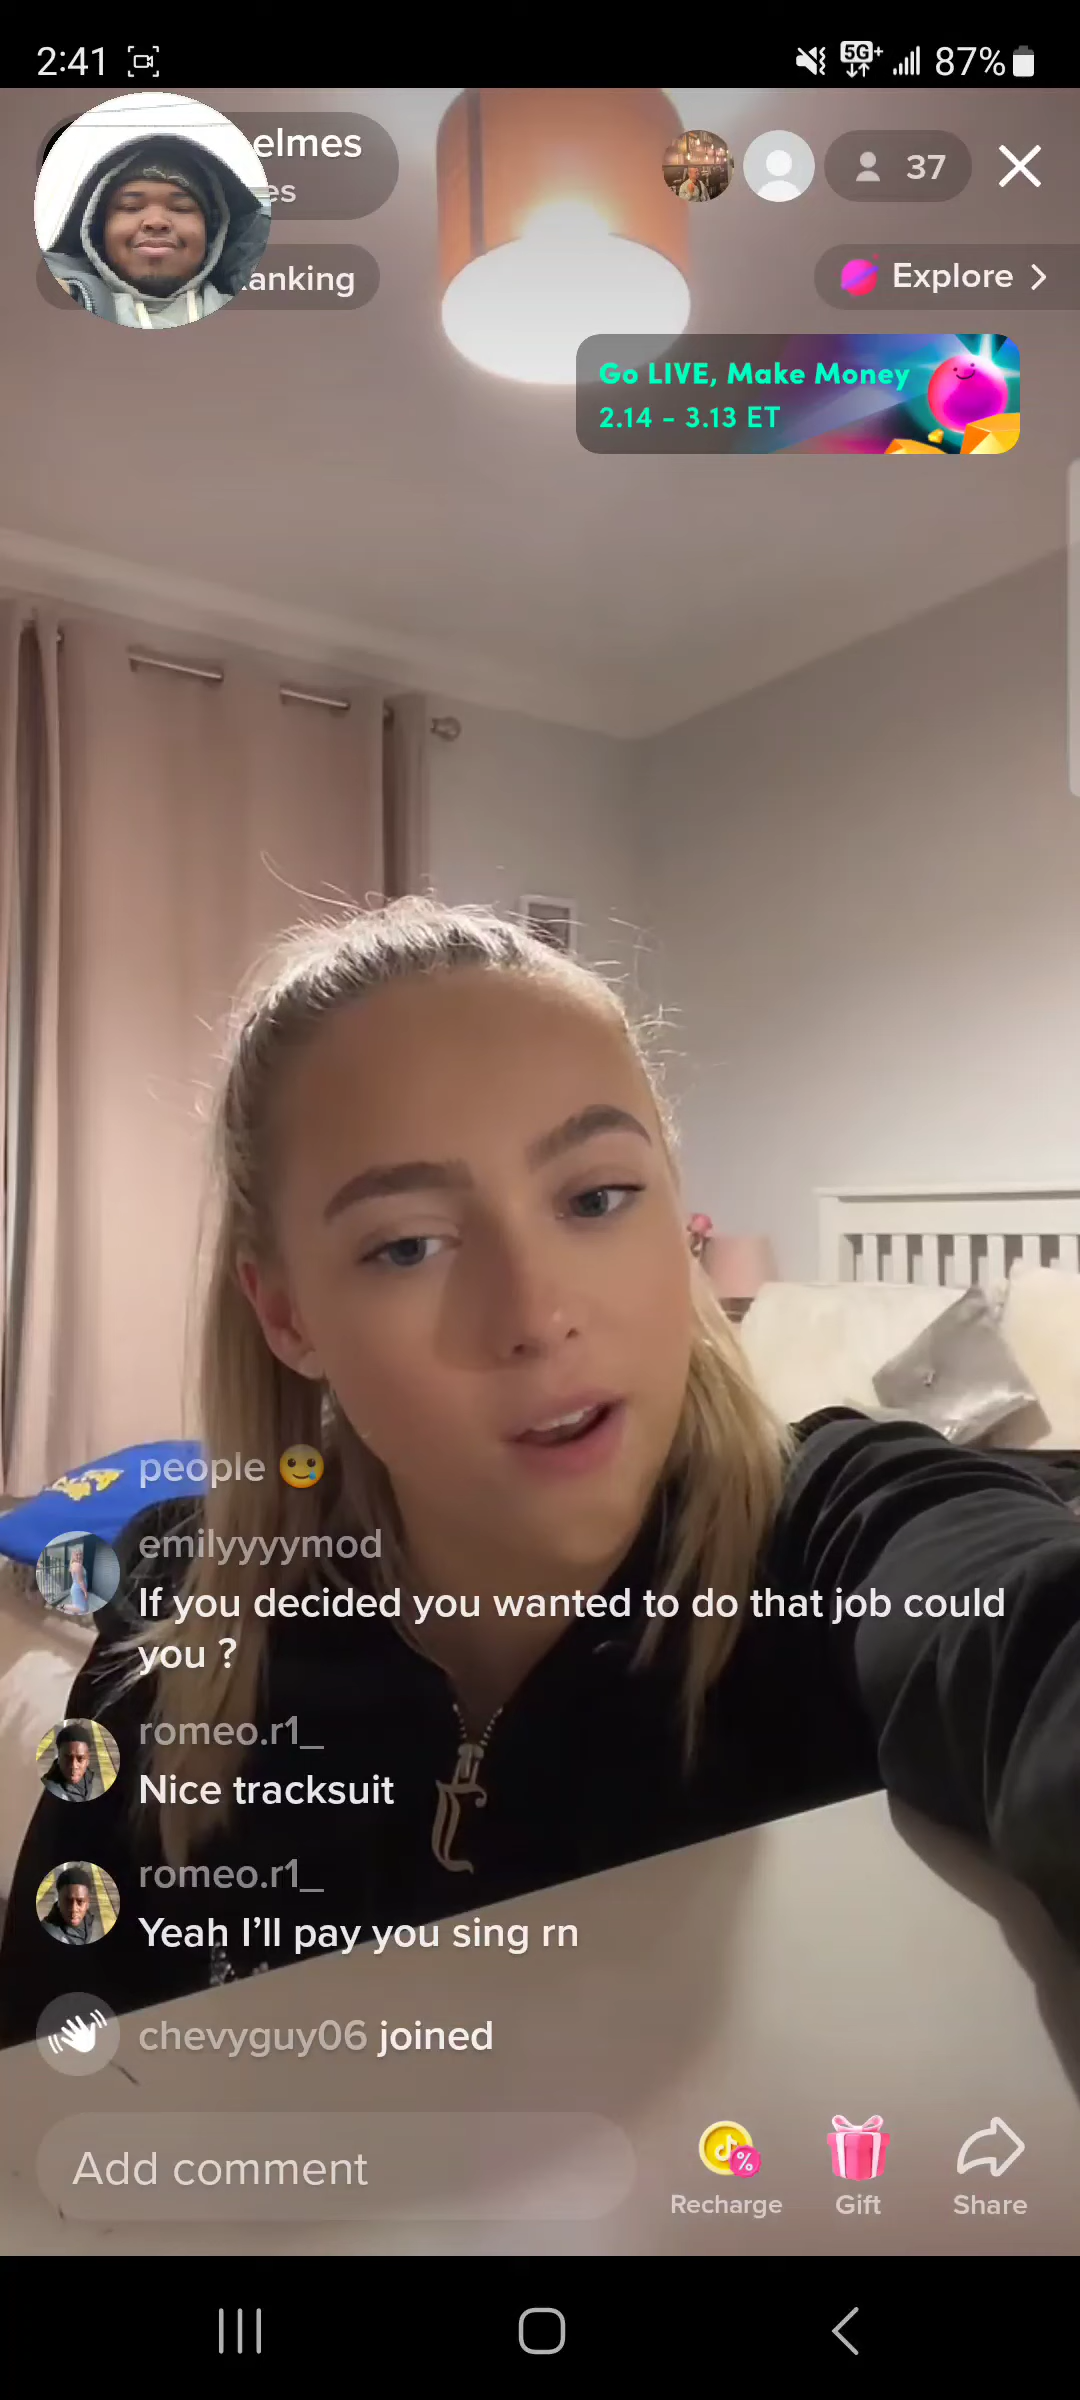 2:41
5G+
87%
elmes
es
37
anking
Explore
Go LIVE, Make Money
2.14 - 3.13 ET
people 🥲
emilyyyymod
If you decided you wanted to do that job could
you ?
romeo.r1_
Nice tracksuit
romeo.r1_
Yeah I’ll pay you sing rn
chevyguy06 joined
Add comment
%
Recharge
Gift
Share